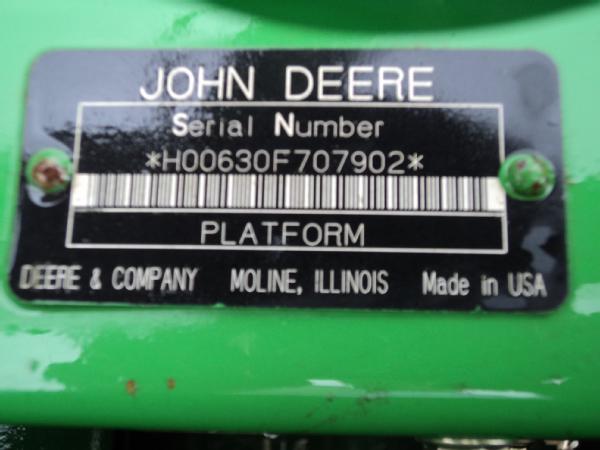 JOHN DEERE
Serial Number
*H00630F707902*
PLATFORM
DEERE & COMPANY MOLINE, ILLINOIS Made in USA